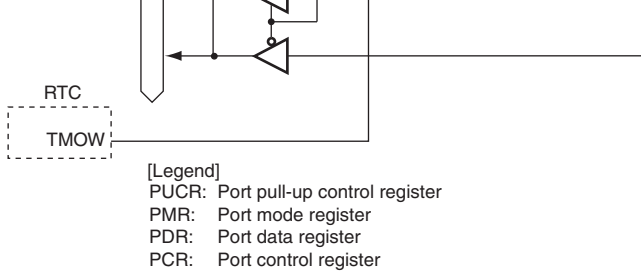 RTC
TMOW
[Legend]
PUCR: Port pull-up control register
PMR: Port mode register
PDR: Port data register
PCR: Port control register